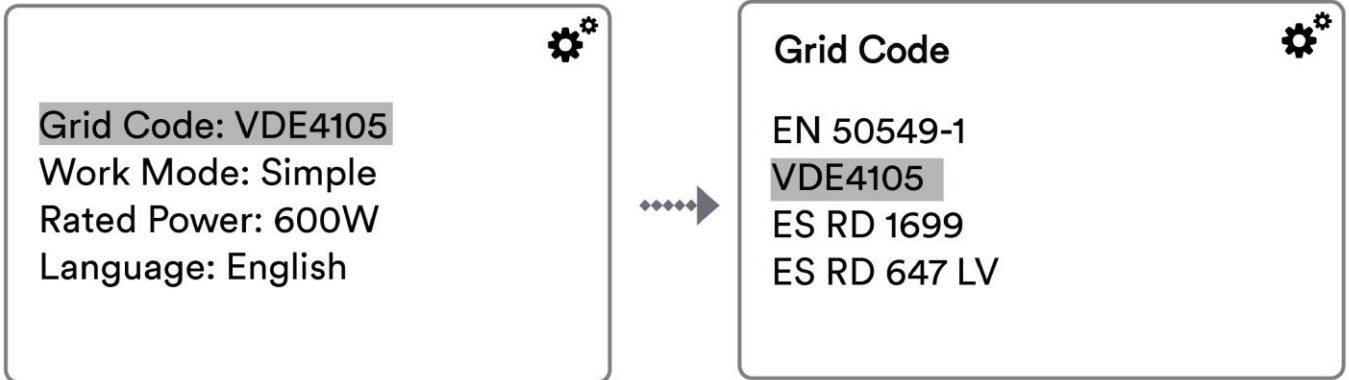 Grid Code: VDE4105
Work Mode: Simple
Rated Power: 600W
Language: English
Grid Code
EN 50549-1
VDE4105
ES RD 1699
ES RD 647 LV